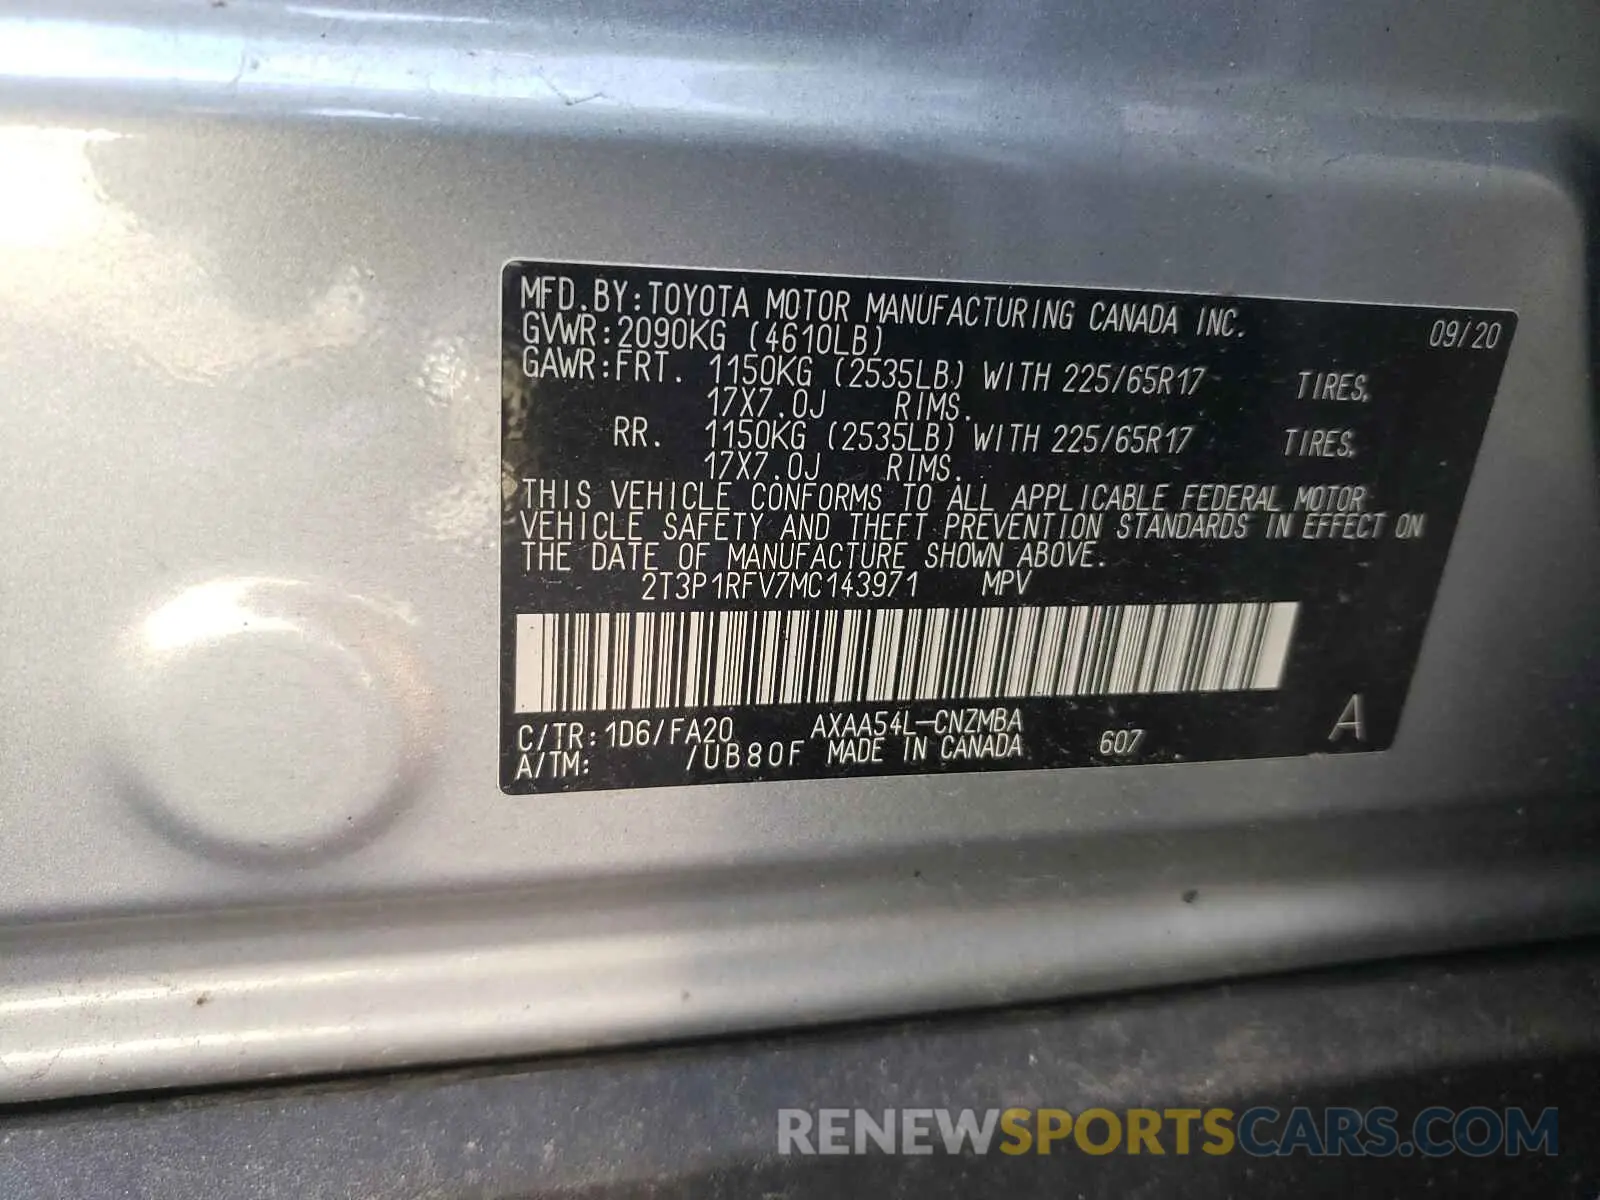 MFD.BY:TOYOTA MOTOR MANUFACTURING CANADA INC. 09/20
GVWR:2090KG (4610LB)
GAWR:FRT. 1150KG (2535LB) WITH 225/65R17 TIRES,
17X7.0J RIMS.
RR. 1150KG (2535LB) WITH 225/65R17 TIRES,
17X7.0J RIMS.
THIS VEHICLE CONFORMS TO ALL APPLICABLE FEDERAL MOTOR
VEHICLE SAFETY AND THEFT PREVENTION STANDARDS IN EFFECT ON
THE DATE OF MANUFACTURE SHOWN ABOVE.
2T3P1RFV7MC143971 MPV
C/TR:1D6/FA20 AXAA54L-CNZMBA
A/TM: /UB80F MADE IN CANADA 607 A
RENEWSPORTSCARS.COM